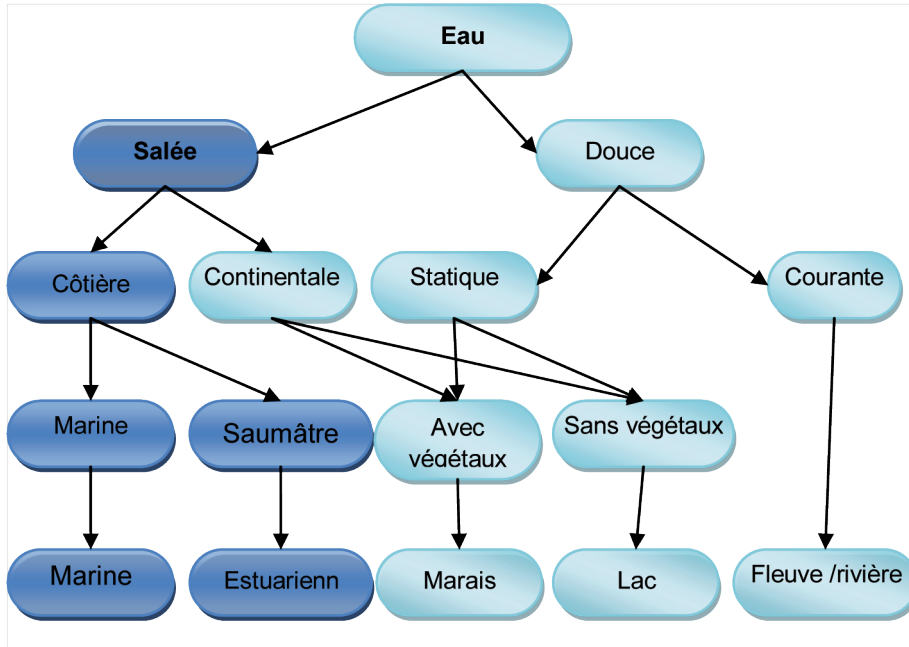 Eau
Salée
Douce
Côtière
Continentale
Statique
Courante
Marine
Saumâtre
Avec
végétaux
Sans végétaux
Marine
Estuarienn
Marais
Lac
Fleuve /rivière